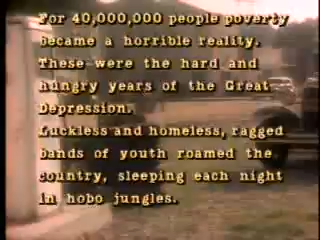 For 40,000,000 people poverty
became a horrible reality.
These were the hard and
hungry years of the Great
Depression.
Luckless and homeless, ragged
bands of youth roamed the
country, sleeping each night
in hobo jungles.